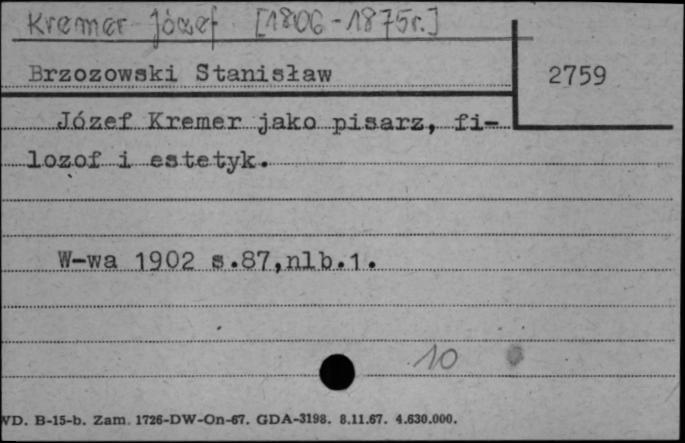 Kremer Józef [1806-1875r.]
Brzozowski Stanisław
2759
Józef Kremer jako pisarz, fi-
lozof i estetyk.
W-wa 1902 s.87,nlb.1.
10
WD. B-15-b. Zam. 1726-DW-On-67. GDA-3198. 8.11.67. 4.630.000.